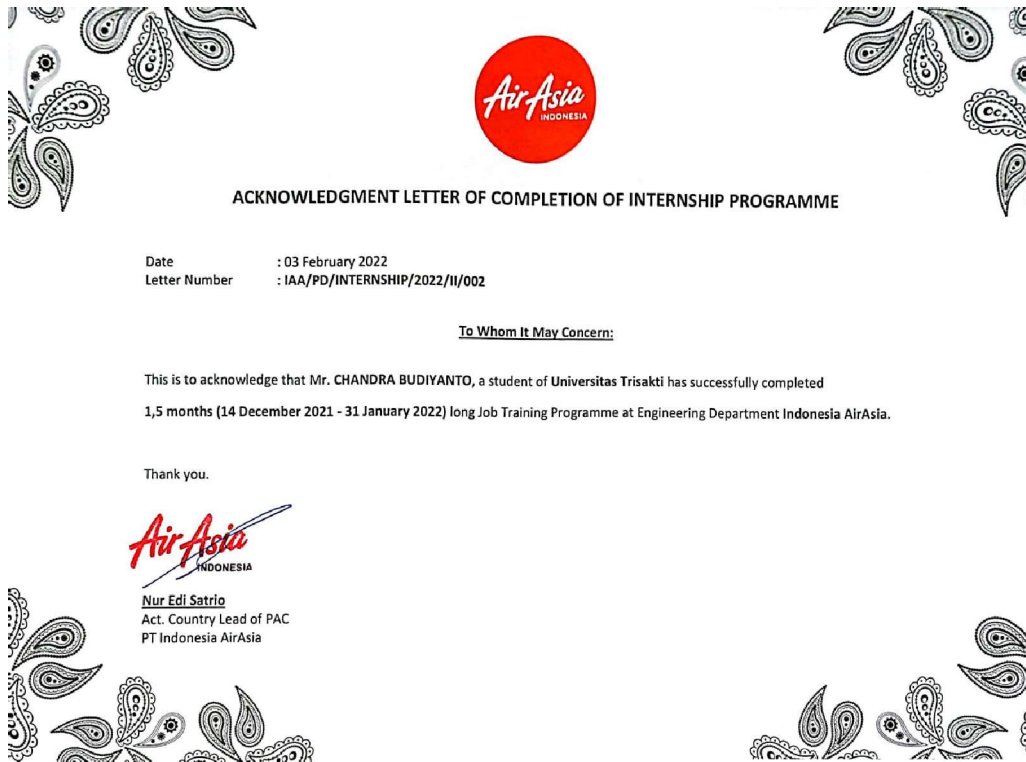 AirAsia
INDONESIA
ACKNOWLEDGMENT LETTER OF COMPLETION OF INTERNSHIP PROGRAMME
Date : 03 February 2022
Letter Number : IAA/PD/INTERNSHIP/2022/II/002
To Whom It May Concern:
This is to acknowledge that Mr. CHANDRA BUDIYANTO, a student of Universitas Trisakti has successfully completed
1,5 months (14 December 2021 - 31 January 2022) long Job Training Programme at Engineering Department Indonesia AirAsia.
Thank you.
AirAsia
INDONESIA
Nur Edi Satrio
Act. Country Lead of PAC
PT Indonesia AirAsia